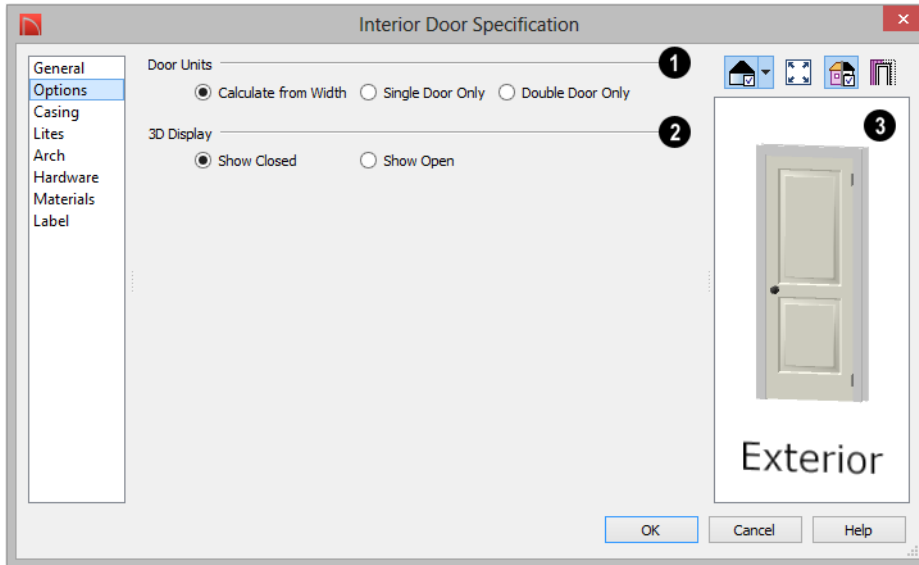 Interior Door Specification
General
Options
Casing
Lites
Arch
Hardware
Materials
Label
Door Units
1
Calculate from Width Single Door Only Double Door Only
3D Display
2
Show Closed Show Open
3
Exterior
OK Cancel Help